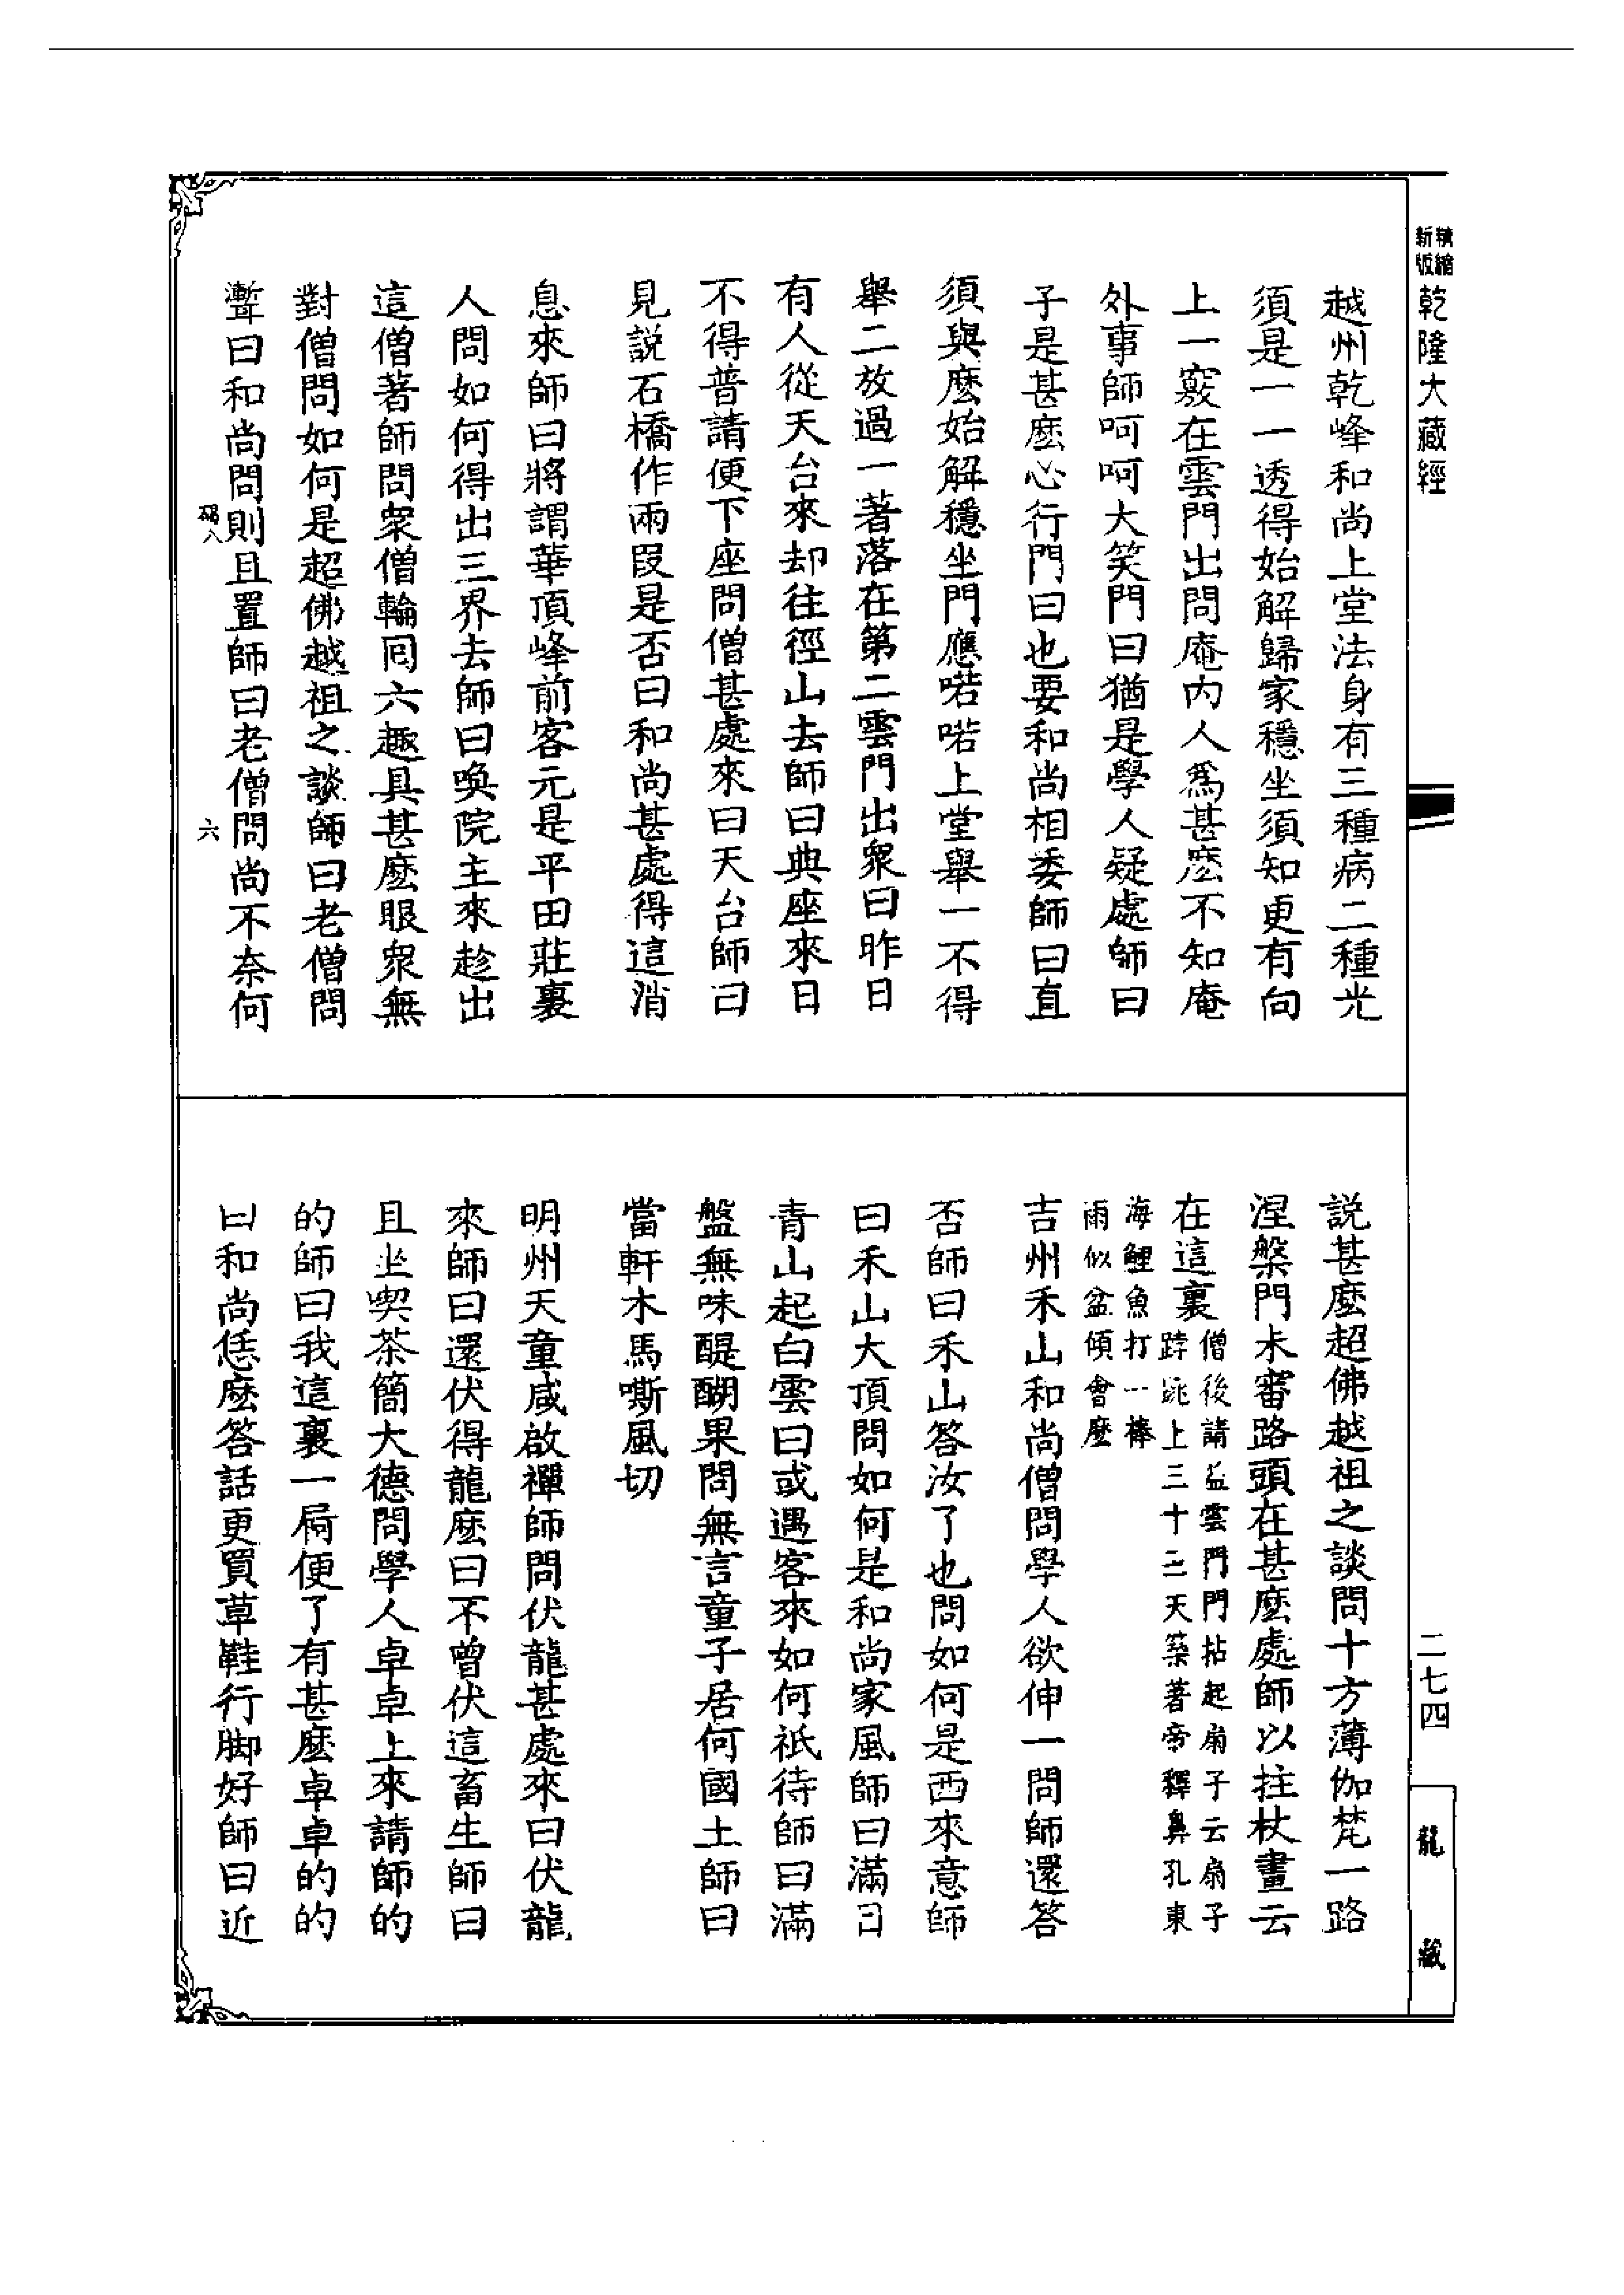 精縮
新版
乾隆大藏經
越州乾峰和尚上堂法身有三種病二種光
須是一一透得始解歸家穩坐須知更有向
上一竅在雲門出問庵内人爲甚麽不知庵
外事師呵呵大笑門曰猶是學人疑處師曰
子是甚麽心行門曰也要和尚相委師曰直
須與麽始解穩坐門應喏喏上堂舉一不得
舉二放過一著落在第二雲門出衆曰昨日
有人從天台來却往徑山去師曰典座來日
不得普請便下座問僧甚處來曰天台師曰
見說石橋作兩段是否曰和尚甚處得這消
息來師曰將謂華頂峰前客元是平田莊裏
人問如何得出三界去師曰喚院主來趁出
這僧著師問衆僧輪囘六趣具甚麽眼衆無
對僧問如何是超佛越祖之談師曰老僧問
聻曰和尚問則且置師曰老僧問尚不奈何
六
說甚麽超佛越祖之談問十方薄伽梵一路
涅槃門未審路頭在甚麽處師以拄杖畫云
在這裏
僧後請益雲門門拈起扇子云扇子
𨁝跳上三十三天築著帝釋鼻孔東
海鯉魚打一棒
雨似盆傾會麽
吉州禾山和尚僧問學人欲伸一問師還答
否師曰禾山答汝了也問如何是西來意師
曰禾山大頂問如何是和尚家風師曰滿目
青山起白雲曰或遇客來如何祇待師曰滿
盤無味醍醐果問無言童子居何國土師曰
當軒木馬嘶風切
明州天童咸啟禪師問伏龍甚處來曰伏龍
來師曰還伏得龍麽曰不曾伏這畜生師曰
且坐喫茶簡大德問學人卓卓上來請師的
的師曰我這裏一屙便了有甚麽卓卓的的
曰和尚恁麽答話更買草鞋行脚好師曰近
二七四
龍藏